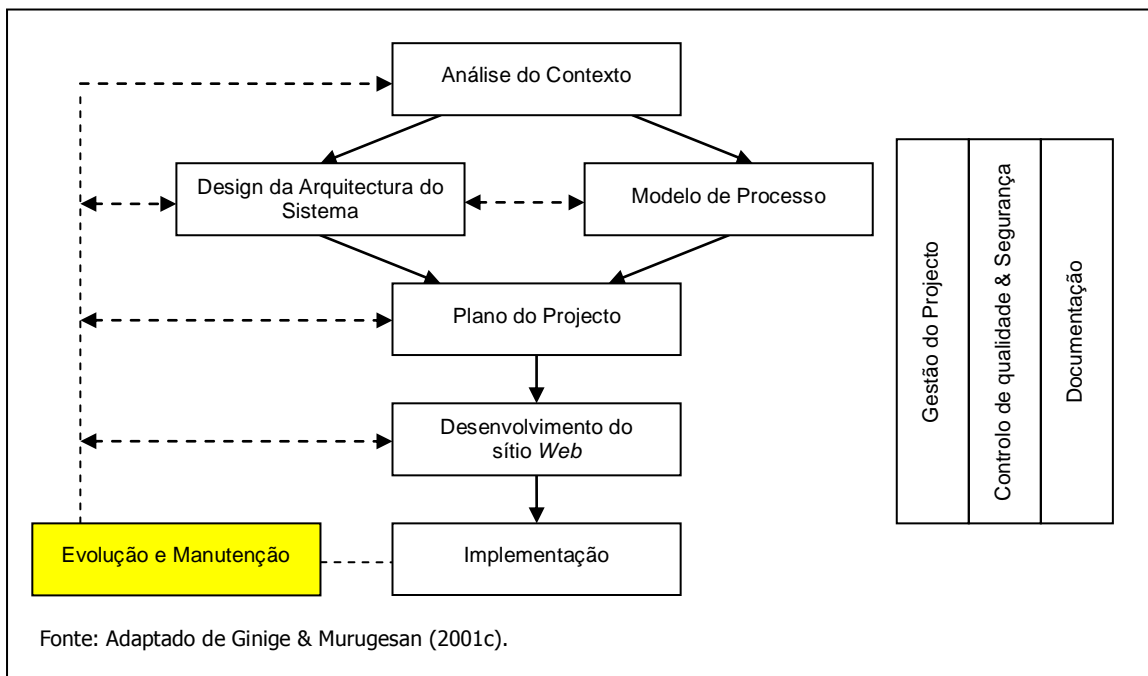 Análise do Contexto
Design da Arquitectura do
Sistema
Modelo de Processo
Plano do Projecto
Desenvolvimento do
sítio Web
Evolução e Manutenção
Implementação
Gestão do Projecto
Controlo de qualidade & Segurança
Documentação
Fonte: Adaptado de Ginige & Murugesan (2001c).